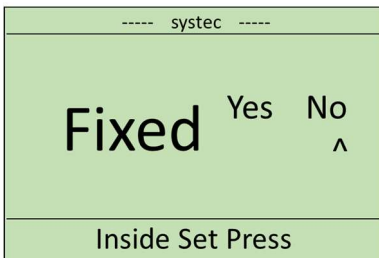 ----- systec -----
Fixed Yes No
^
Inside Set Press